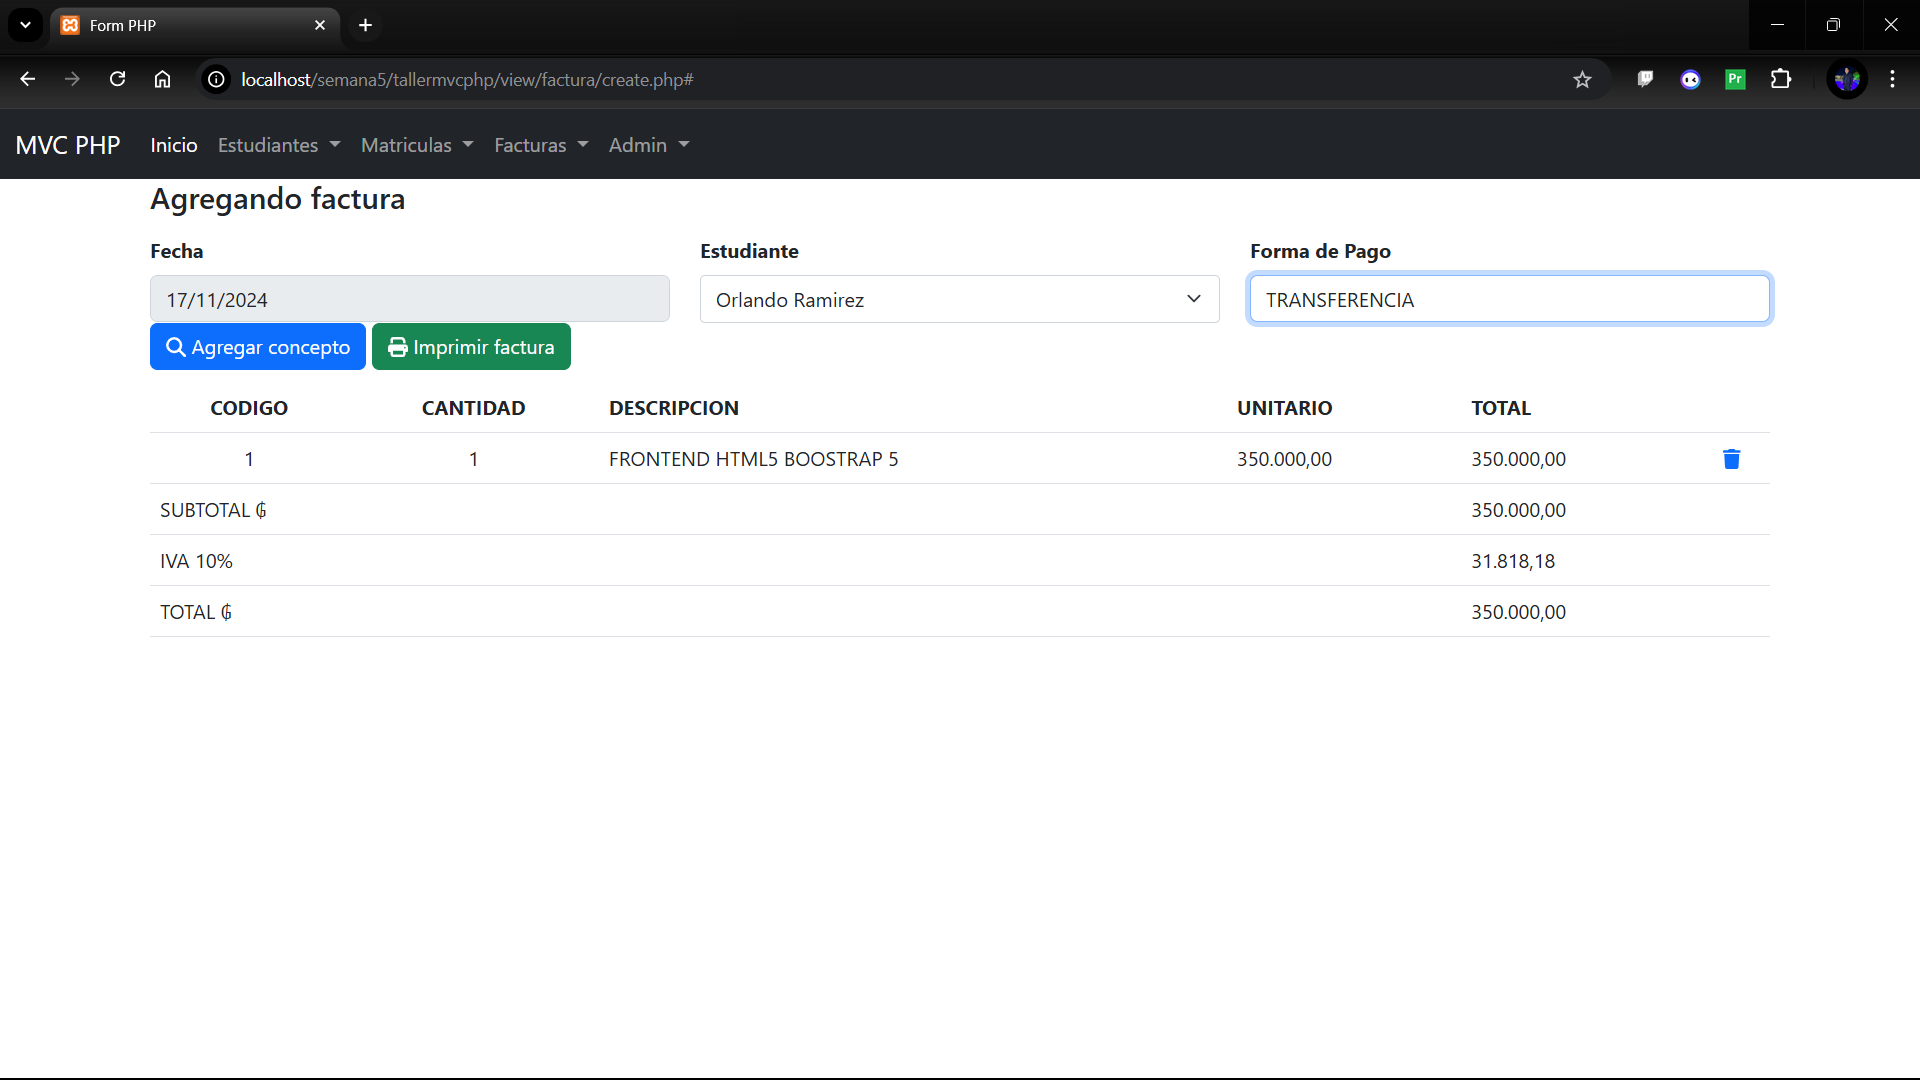 Form PHP
localhost/semana5/tallermvcphp/view/factura/create.php#
Pr
MVC PHP Inicio Estudiantes Matriculas Facturas Admin
Agregando factura
Fecha Estudiante Forma de Pago
17/11/2024 Orlando Ramirez TRANSFERENCIA
Agregar concepto Imprimir factura
CODIGO CANTIDAD DESCRIPCION UNITARIO TOTAL
1 1 FRONTEND HTML5 BOOSTRAP 5 350.000,00 350.000,00
SUBTOTAL ₲ 350.000,00
IVA 10% 31.818,18
TOTAL ₲ 350.000,00